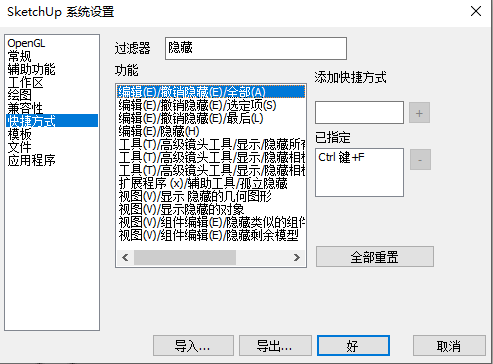 SketchUp 系统设置
OpenGL
常规
辅助功能
工作区
绘图
兼容性
快捷方式
模板
文件
应用程序
过滤器
隐藏
功能
编辑(E)/撤销隐藏(E)/全部(A)
编辑(E)/撤销隐藏(E)/选定项(S)
编辑(E)/撤销隐藏(E)/最后(L)
编辑(E)/隐藏(H)
工具(T)/高级镜头工具/显示/隐藏所有
工具(T)/高级镜头工具/显示/隐藏相机
工具(T)/高级镜头工具/显示/隐藏相机
扩展程序 (x)/辅助工具/孤立隐藏
视图(V)/显示 隐藏的几何图形
视图(V)/显示隐藏的对象
视图(V)/组件编辑(E)/隐藏类似的组件
视图(V)/组件编辑(E)/隐藏剩余模型
添加快捷方式
+
已指定
Ctrl 键+F
-
全部重置
导入...
导出...
好
取消